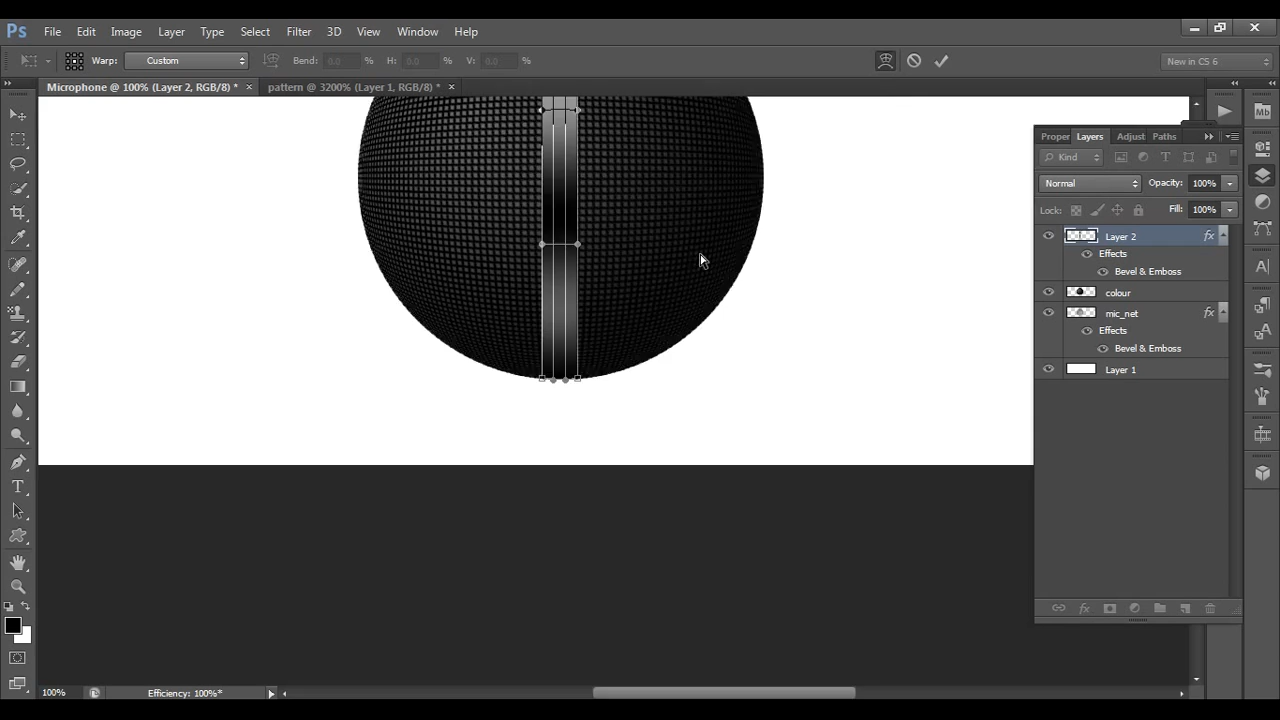 Ps File Edit Image Layer Type Select Filter 3D View Window Help
Warp: Custom Bend: 0.0 % H: 0.0 % V: 0.0 % New in CS 6
Microphone @ 100% (Layer 2, RGB/8) * × pattern @ 3200% (Layer 1, RGB/8) * ×
Mb
Proper Layers Adjust Paths
Kind
Normal Opacity: 100%
Lock: Fill: 100%
Layer 2 fx
Effects
Bevel & Emboss
colour
mic_net fx
Effects
Bevel & Emboss
Layer 1
fx
100% Efficiency: 100%*